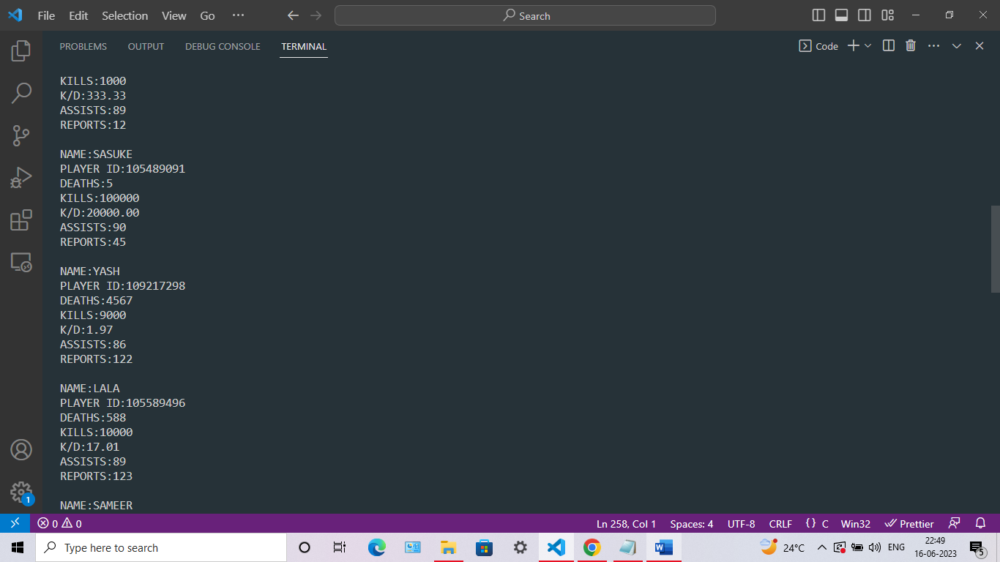 File Edit Selection View Go ··· Search
PROBLEMS OUTPUT DEBUG CONSOLE TERMINAL Code
KILLS:1000
K/D:333.33
ASSISTS:89
REPORTS:12
NAME:SASUKE
PLAYER ID:105489091
DEATHS:5
KILLS:100000
K/D:20000.00
ASSISTS:90
REPORTS:45
NAME:YASH
PLAYER ID:109217298
DEATHS:4567
KILLS:9000
K/D:1.97
ASSISTS:86
REPORTS:122
NAME:LALA
PLAYER ID:105589496
DEATHS:588
KILLS:10000
K/D:17.01
ASSISTS:89
REPORTS:123
NAME:SAMEER
1
0 0 Ln 258, Col 1 Spaces: 4 UTF-8 CRLF {} C Win32 Prettier
Type here to search 24°C ENG 22:49
16-06-2023 5